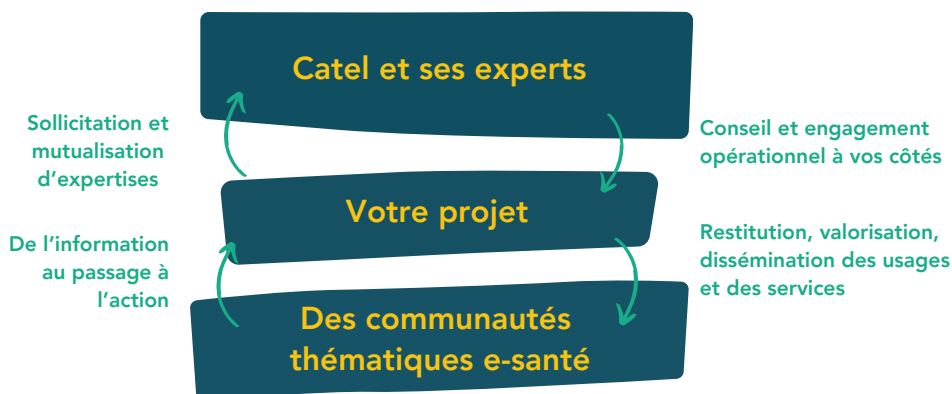 Catel et ses experts
Sollicitation et
mutualisation
d'expertises
Conseil et engagement
opérationnel à vos côtés
Votre projet
De l'information
au passage à
l'action
Restitution, valorisation,
dissémination des usages
et des services
Des communautés
thématiques e-santé